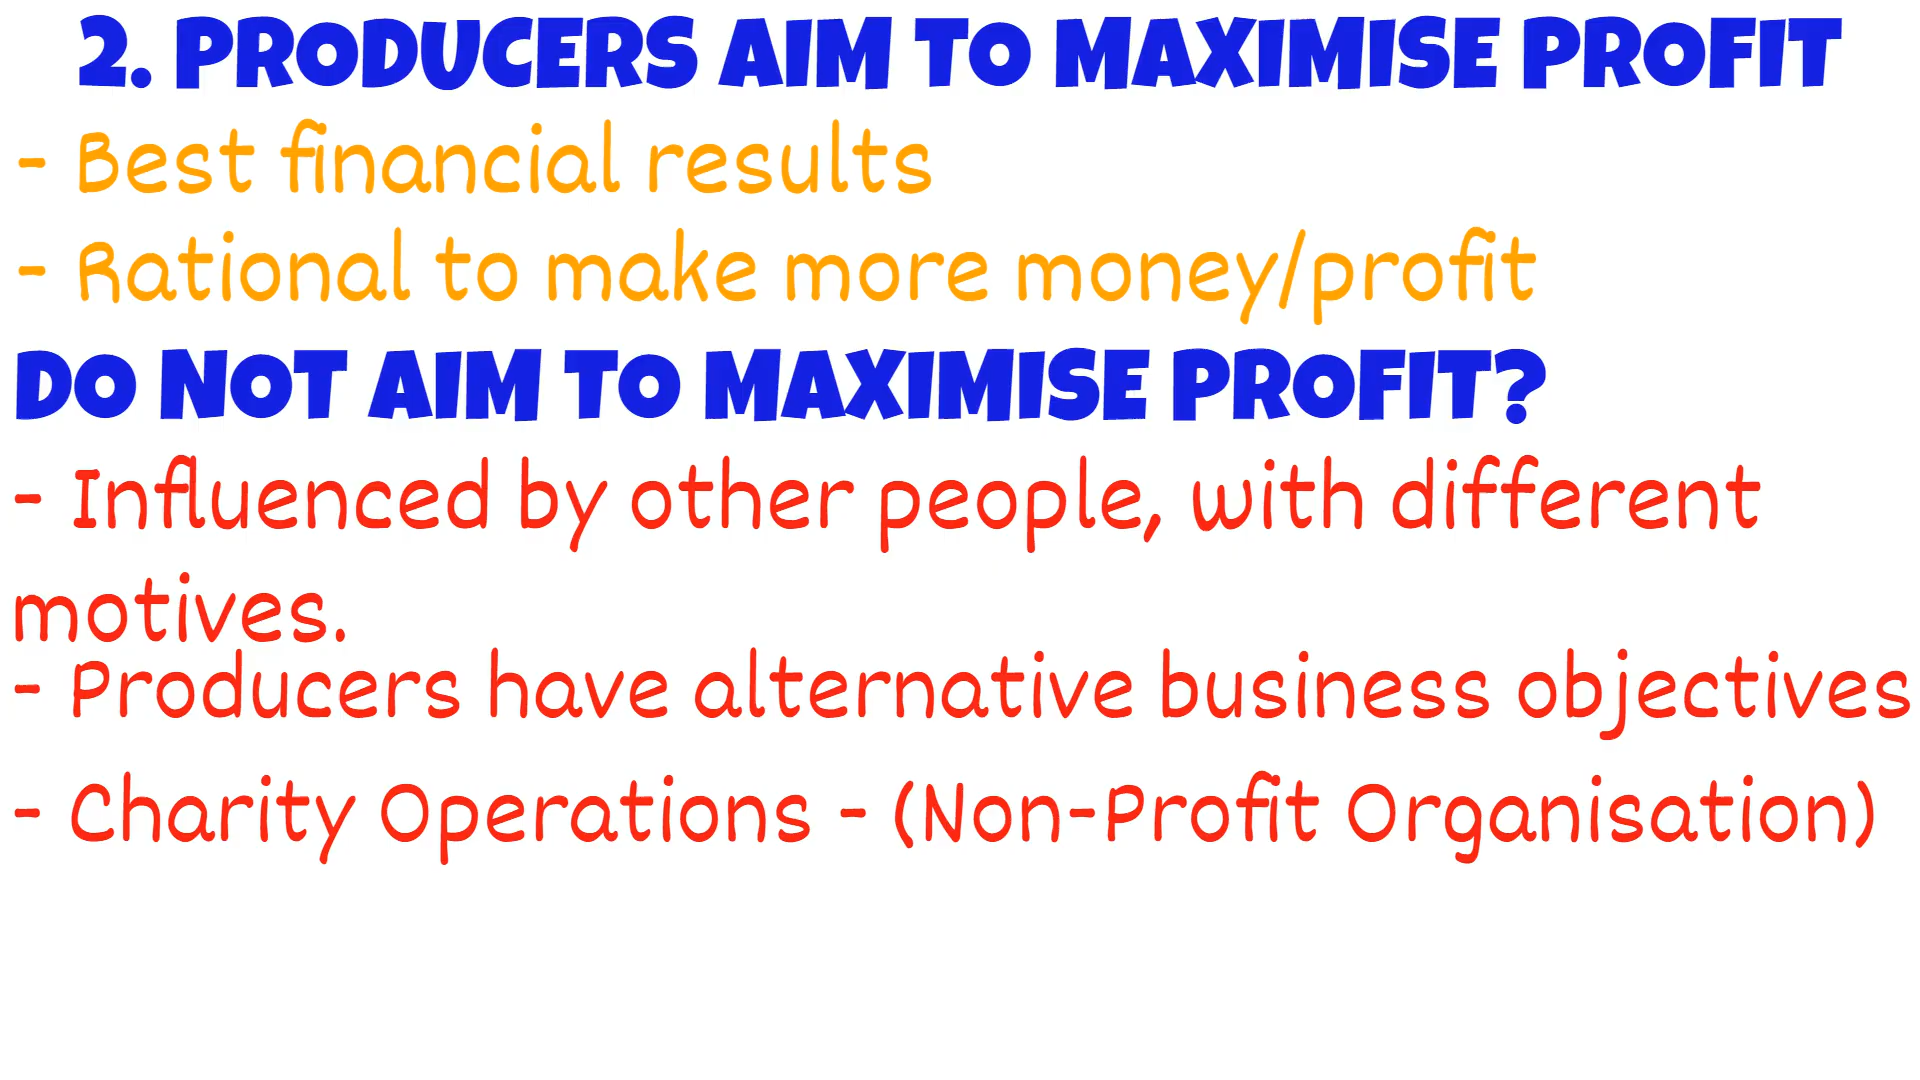 2. PRODUCERS AIM TO MAXIMISE PROFIT
- Best financial results
- Rational to make more money/profit
DO NOT AIM TO MAXIMISE PROFIT?
- Influenced by other people, with different
motives.
- Producers have alternative business objectives
- Charity Operations - (Non-Profit Organisation)